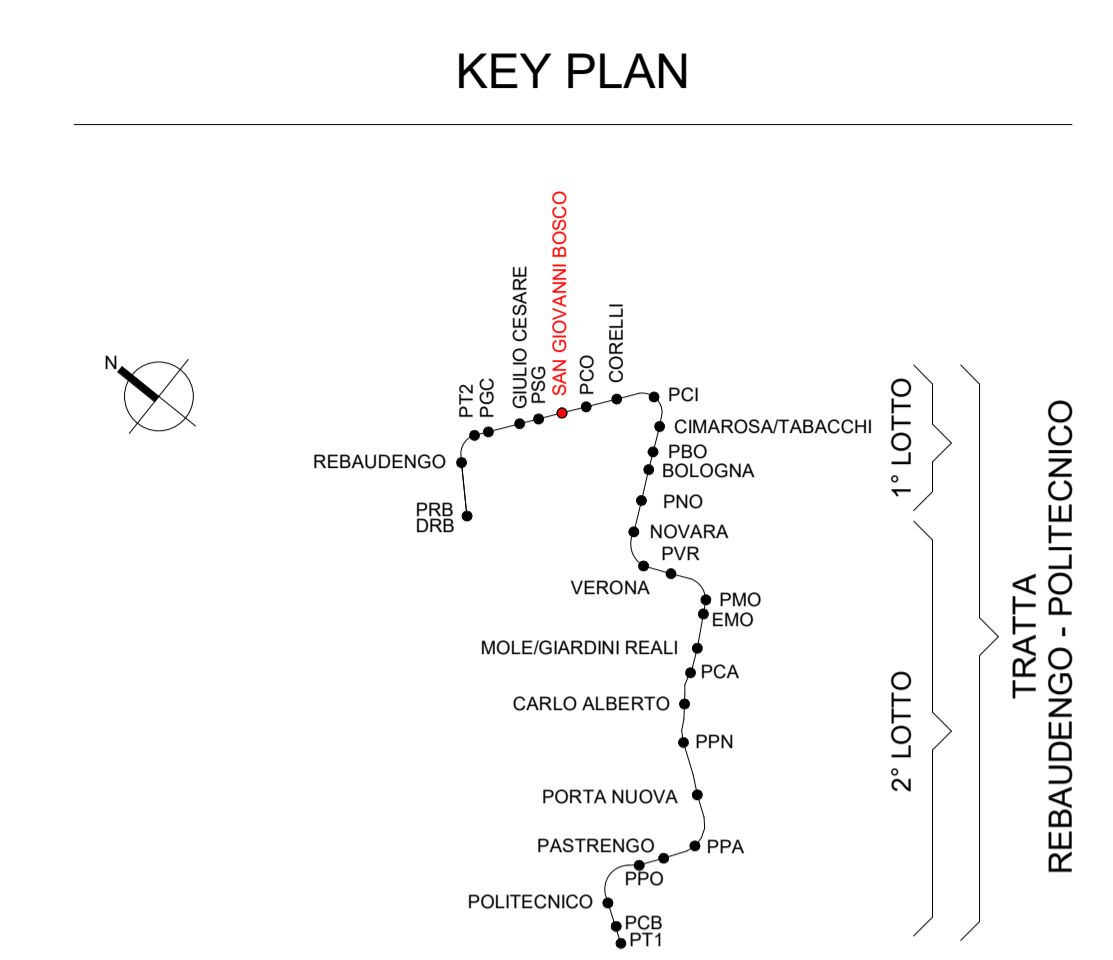 KEY PLAN
N
PT2
PGC
GIULIO CESARE
PSG
SAN GIOVANNI BOSCO
PCO
CORELLI
PCI
CIMAROSA/TABACCHI
REBAUDENGO
PBO
BOLOGNA
PRB
DRB
PNO
NOVARA
PVR
VERONA
PMO
EMO
MOLE/GIARDINI REALI
PCA
CARLO ALBERTO
PPN
PORTA NUOVA
PASTRENGO
PPA
PPO
POLITECNICO
PCB
PT1
1° LOTTO
2° LOTTO
TRATTA
REBAUDENGO - POLITECNICO